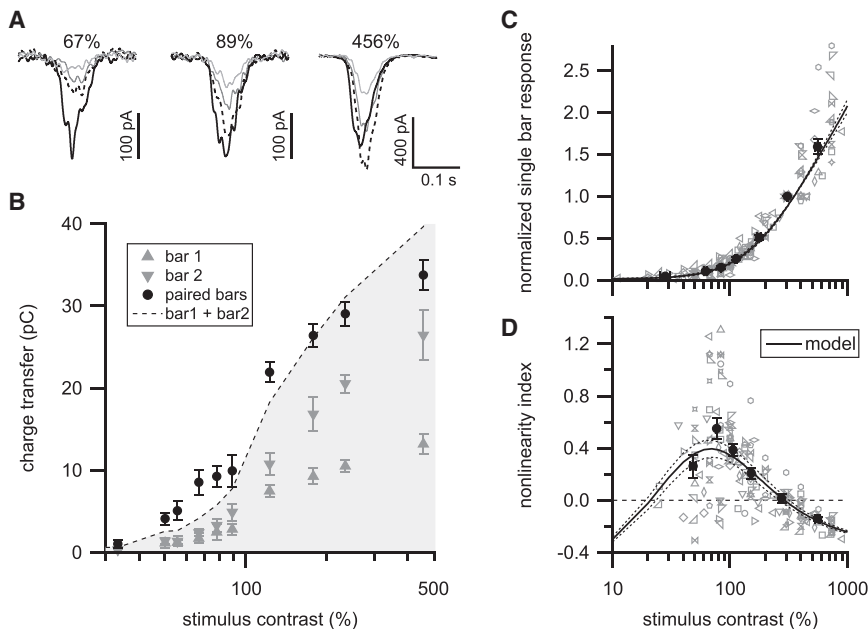 A
67%
89%
456%
100 pA
100 pA
400 pA
0.1 s
B
charge transfer (pC)
40
30
20
10
0
bar 1
bar 2
paired bars
bar1 + bar2
100
500
stimulus contrast (%)
C
normalized single bar response
2.5
2.0
1.5
1.0
0.5
0.0
D
nonlinearity index
1.2
0.8
0.4
0.0
-0.4
model
10
100
1000
stimulus contrast (%)